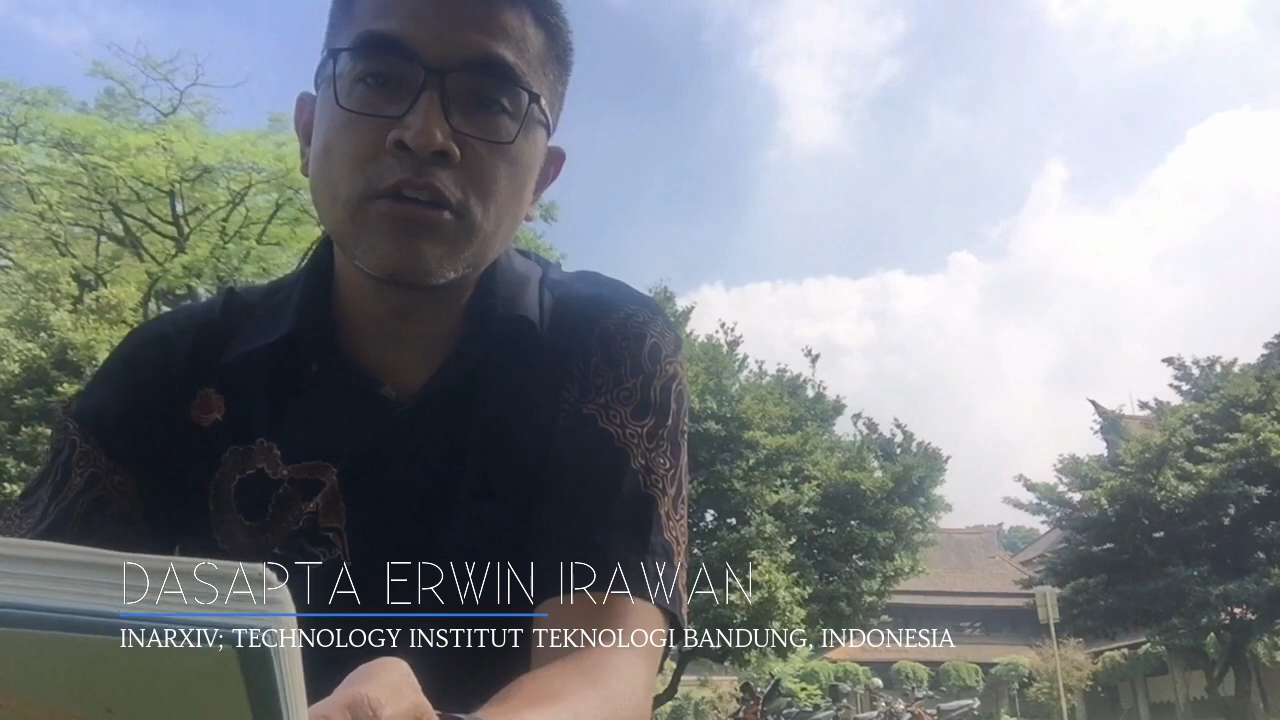 DASAPTA ERWIN IRAWAN
INARXIV; TECHNOLOGY INSTITUT TEKNOLOGI BANDUNG, INDONESIA